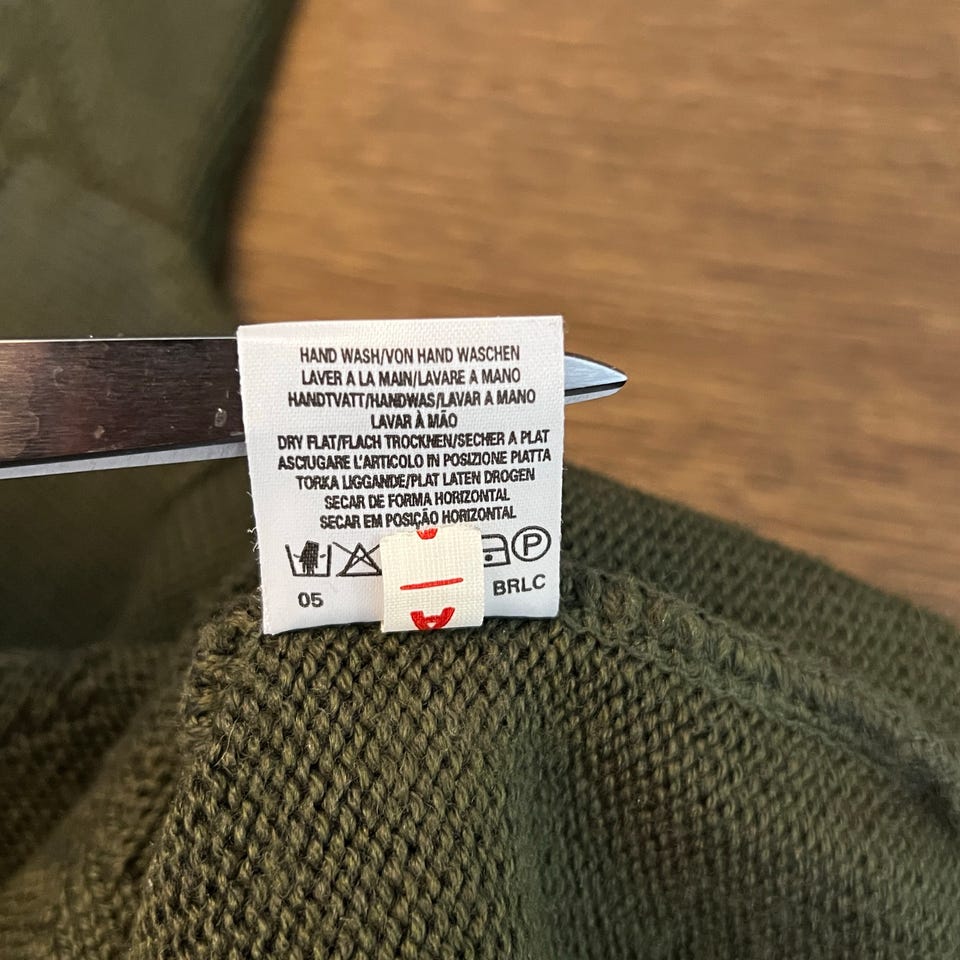 HAND WASH/VON HAND WASCHEN
LAVER A LA MAIN/LAVARE A MANO
HANDTVATT/HANDWAS/LAVAR A MANO
LAVAR À MÃO
DRY FLAT/FLACH TROCKNEN/SECHER A PLAT
ASCIUGARE L'ARTICOLO IN POSIZIONE PIATTA
TORKA LIGGANDE/PLAT LATEN DROGEN
SECAR DE FORMA HORIZONTAL
SECAR EM POSIÇÃO HORIZONTAL
P
05
BRLC